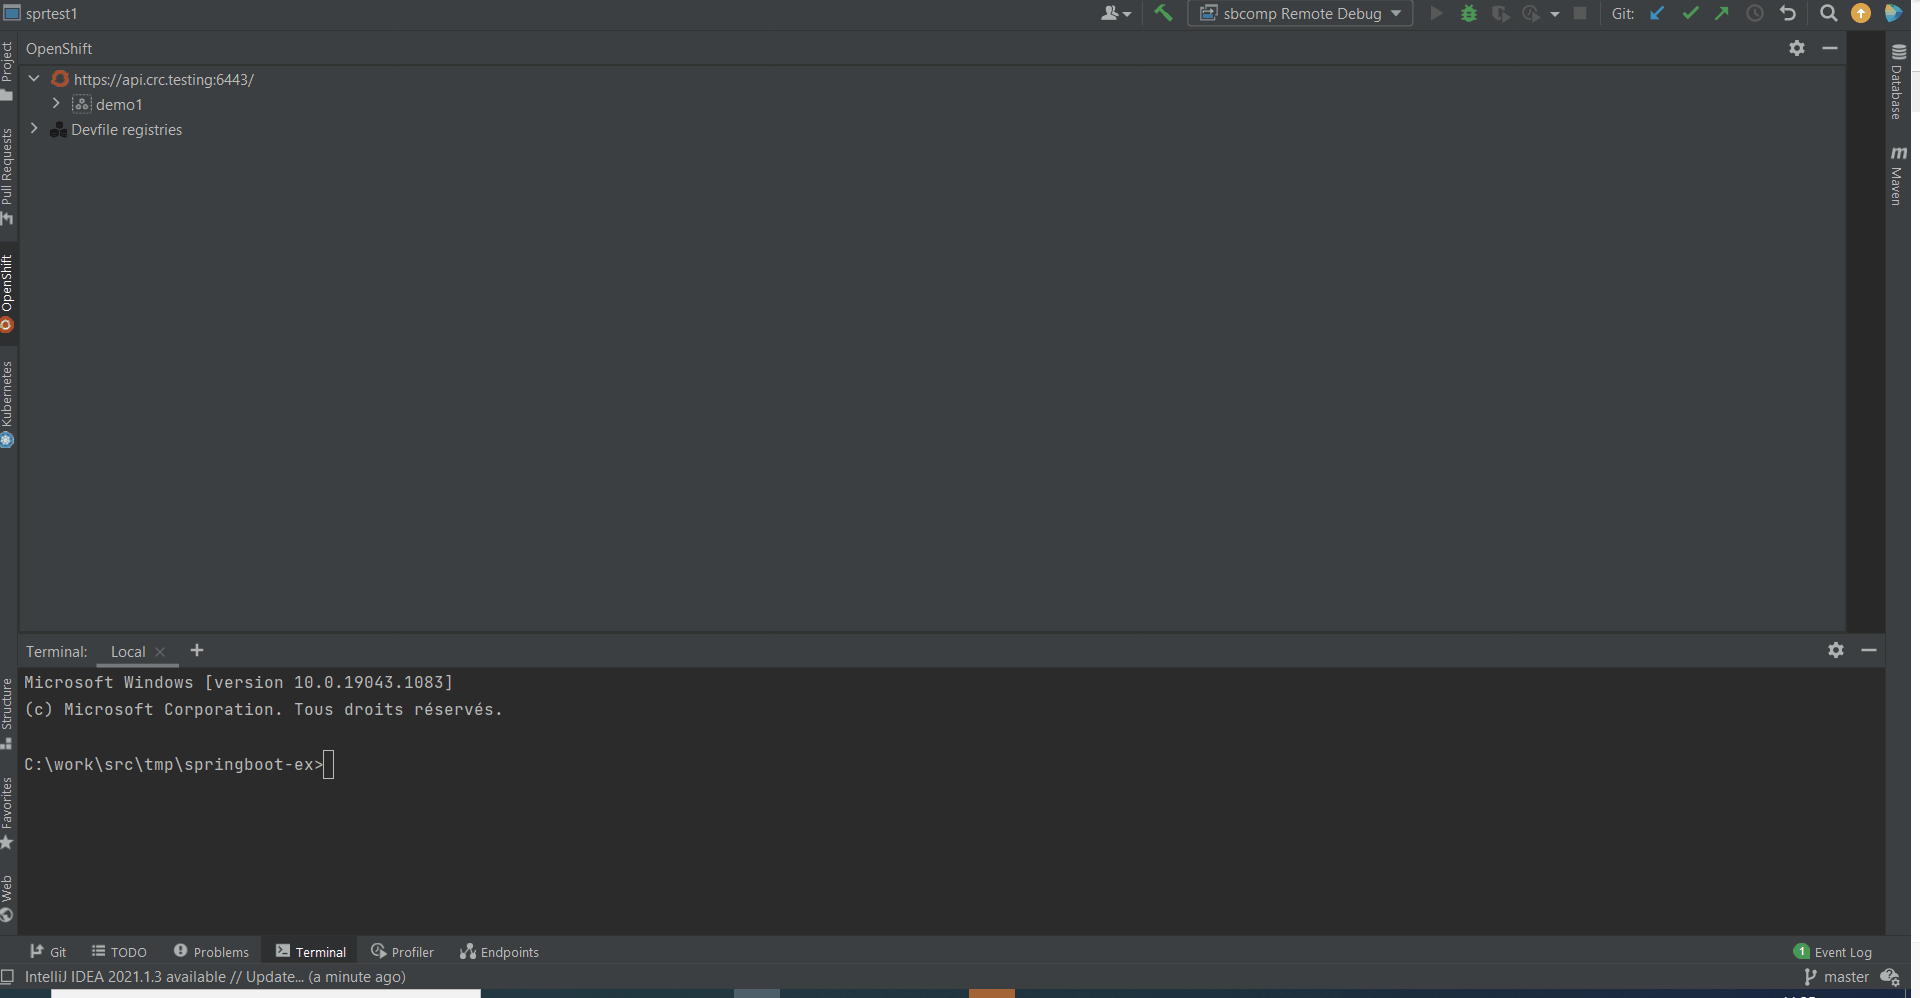 sprtest1
sbcomp Remote Debug
Git:
OpenShift
https://api.crc.testing:6443/
demo1
Devfile registries
Project
Pull Requests
OpenShift
Kubernetes
Structure
Favorites
Web
Database
m
Maven
Terminal:
Local
Microsoft Windows [version 10.0.19043.1083]
(c) Microsoft Corporation. Tous droits réservés.
C:\work\src\tmp\springboot-ex>
Git
TODO
Problems
Terminal
Profiler
Endpoints
1 Event Log
IntelliJ IDEA 2021.1.3 available // Update... (a minute ago)
master